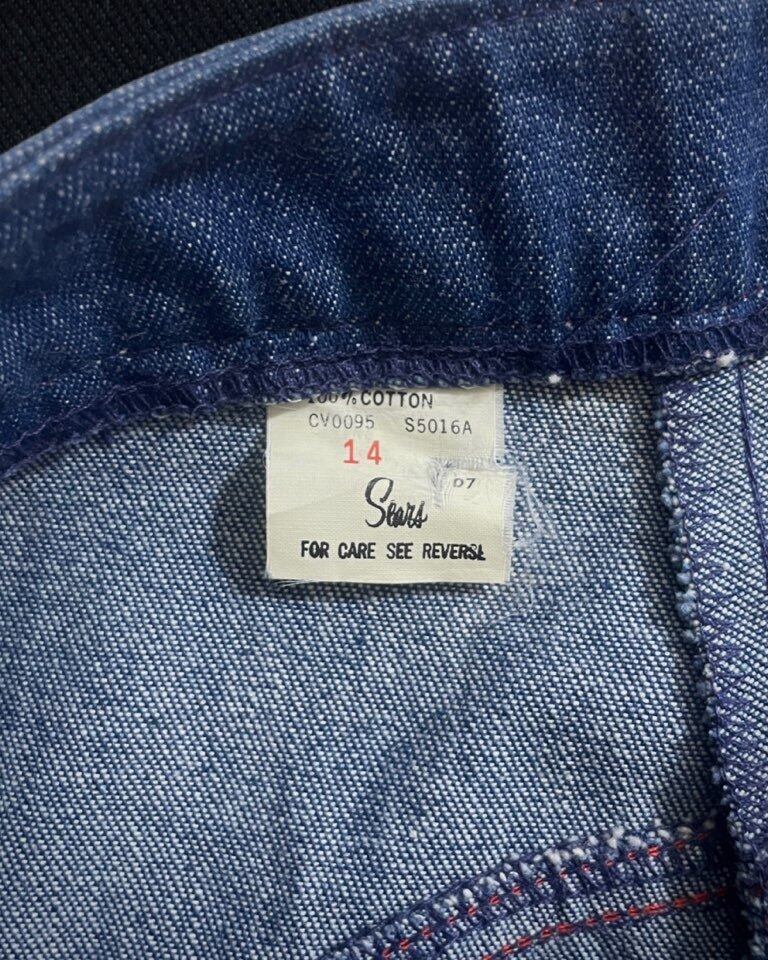 100% COTTON
CV0095 S5016A
14
07
Sears
FOR CARE SEE REVERSE